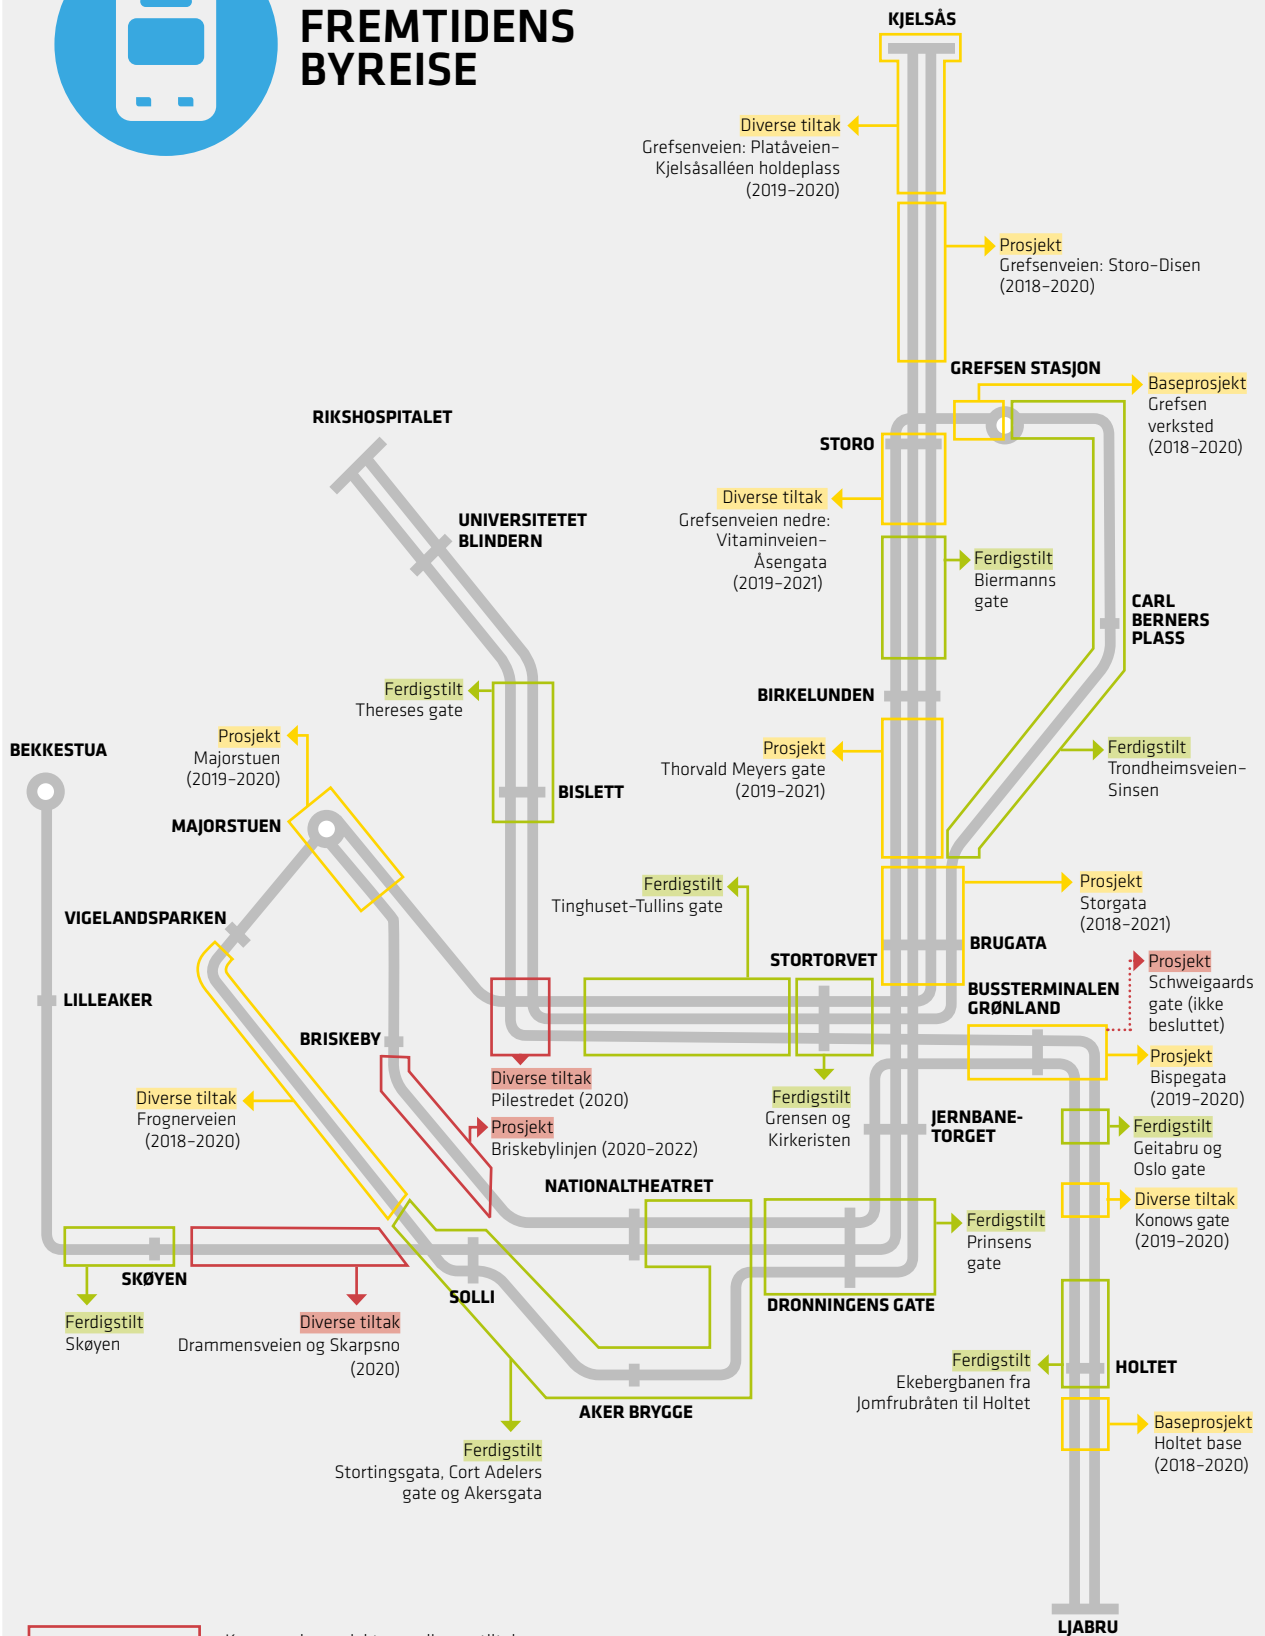 FREMTIDENS
BYREISE
KJELSÅS
Diverse tiltak
Grefsenveien: Platåveien–
Kjelsåsalléen holdeplass
(2019–2020)
Prosjekt
Grefsenveien: Storo–Disen
(2018–2020)
GREFSEN STASJON
Baseprosjekt
Grefsen
verksted
(2018–2020)
RIKSHOSPITALET
STORO
Diverse tiltak
Grefsenveien nedre:
Vitaminveien–
Åsengata
(2019–2021)
UNIVERSITETET
BLINDERN
Ferdigstilt
Biermanns
gate
CARL
BERNERS
PLASS
Ferdigstilt
Thereses gate
BIRKELUNDEN
Prosjekt
Majorstuen
(2019–2020)
BEKKESTUA
Prosjekt
Thorvald Meyers gate
(2019–2021)
Ferdigstilt
Trondheimsveien–
Sinsen
BISLETT
MAJORSTUEN
Ferdigstilt
Tinghuset–Tullins gate
Prosjekt
Storgata
(2018–2021)
VIGELANDSPARKEN
BRUGATA
STORTORVET
Prosjekt
Schweigaards
gate (ikke
besluttet)
BUSSTERMINALEN
GRØNLAND
LILLEAKER
BRISKEBY
Prosjekt
Bispegata
(2019–2020)
Diverse tiltak
Pilestredet (2020)
Diverse tiltak
Frognerveien
(2018–2020)
Ferdigstilt
Grensen og
Kirkeristen
JERNBANE-
TORGET
Prosjekt
Briskebylinjen (2020–2022)
Ferdigstilt
Geitabru og
Oslo gate
NATIONALTHEATRET
Diverse tiltak
Konows gate
(2019–2020)
Ferdigstilt
Prinsens
gate
SKØYEN
SOLLI
DRONNINGENS GATE
Ferdigstilt
Skøyen
Diverse tiltak
Drammensveien og Skarpsno
(2020)
Ferdigstilt
Ekebergbanen fra
Jomfrubråten til Holtet
HOLTET
AKER BRYGGE
Baseprosjekt
Holtet base
(2018–2020)
Ferdigstilt
Stortingsgata, Cort Adelers
gate og Akersgata
LJABRU